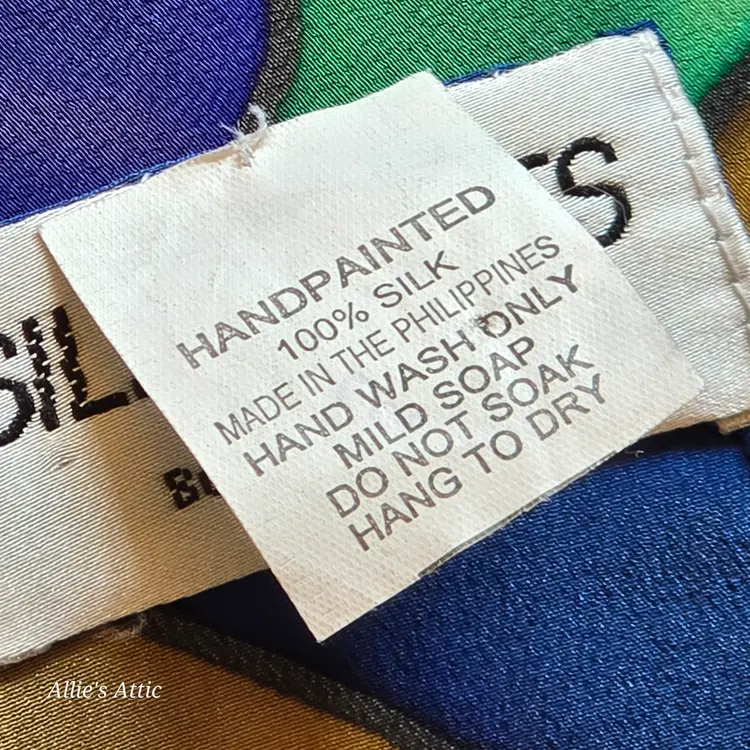 HANDPAINTED
100% SILK
MADE IN THE PHILIPPINES
HAND WASH ONLY
MILD SOAP
DO NOT SOAK
HANG TO DRY
Allie's Attic